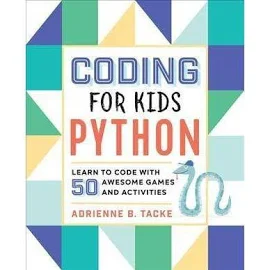 CODING
FOR KIDS
PYTHON
LEARN TO CODE WITH
50 AWESOME GAMES
AND ACTIVITIES
ADRIENNE B. TACKE